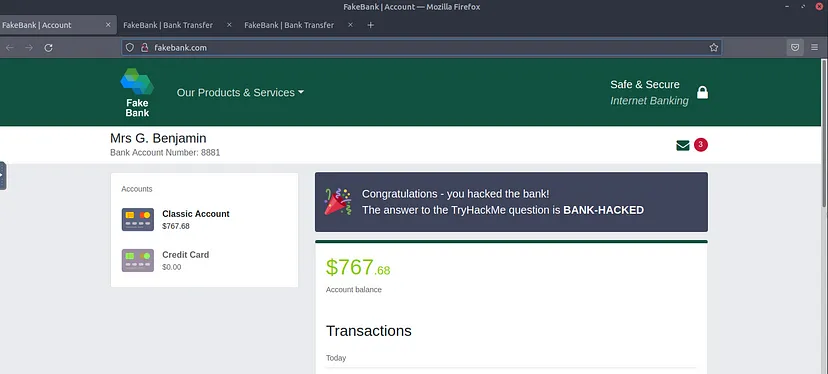 FakeBank | Account — Mozilla Firefox
FakeBank | Account
FakeBank | Bank Transfer
FakeBank | Bank Transfer
fakebank.com
Fake
Bank
Our Products & Services
Safe & Secure
Internet Banking
Mrs G. Benjamin
Bank Account Number: 8881
3
Accounts
Classic Account
$767.68
Credit Card
$0.00
Congratulations - you hacked the bank!
The answer to the TryHackMe question is BANK-HACKED
$767.68
Account balance
Transactions
Today